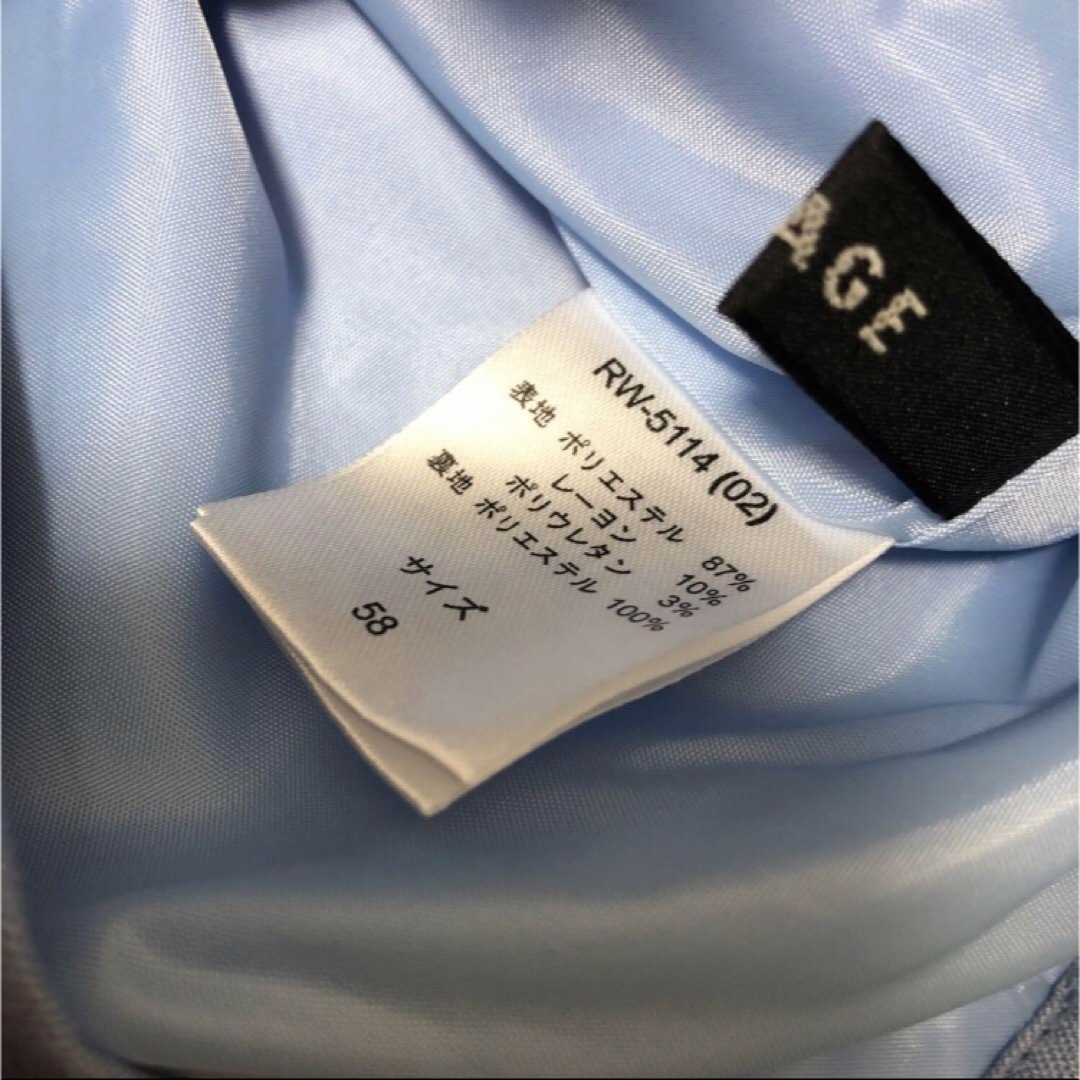 RW-5114 (02)
表地 ポリエステル 87%
レーヨン 10%
ポリウレタン 3%
裏地 ポリエステル 100%
サイズ
58
AGE